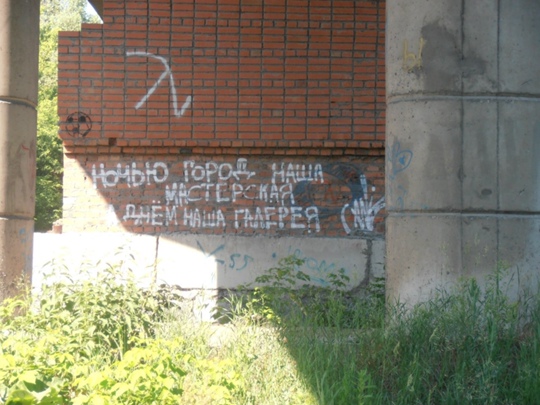 λ
НОЧЬЮ ГОРОД НАША
МАСТЕРСКАЯ
А ДНЁМ НАША ГАЛЕРЕЯ